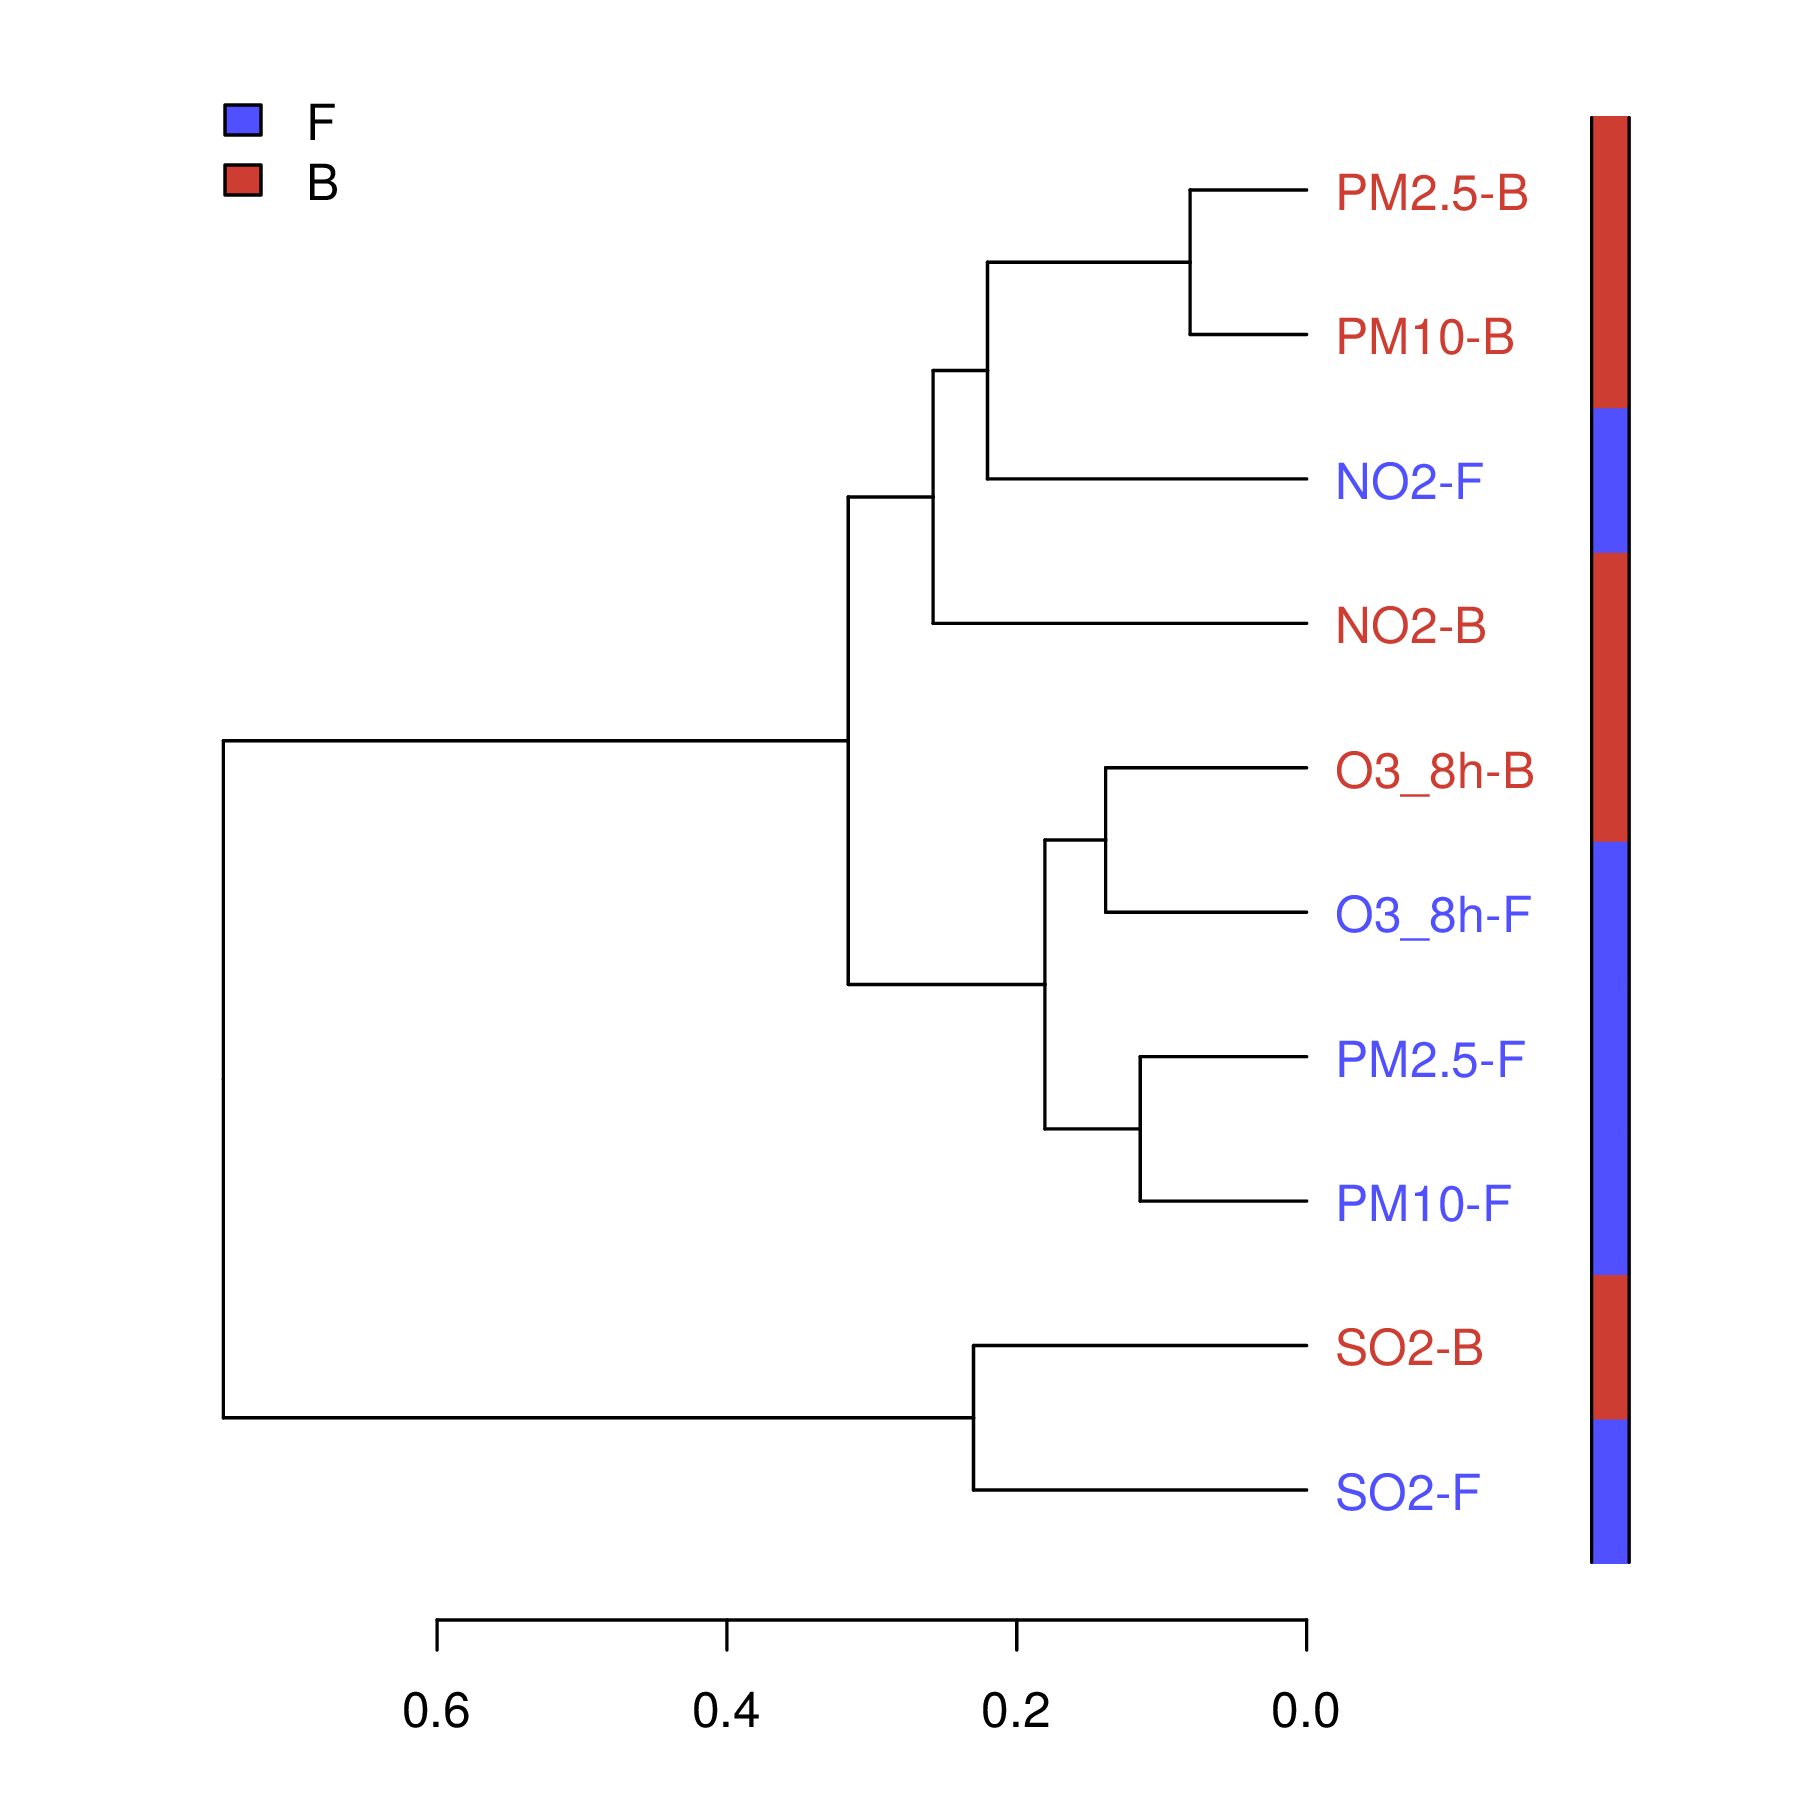 F
B
PM2.5-B
PM10-B
NO2-F
NO2-B
O3_8h-B
O3_8h-F
PM2.5-F
PM10-F
SO2-B
SO2-F
0.6 0.4 0.2 0.0